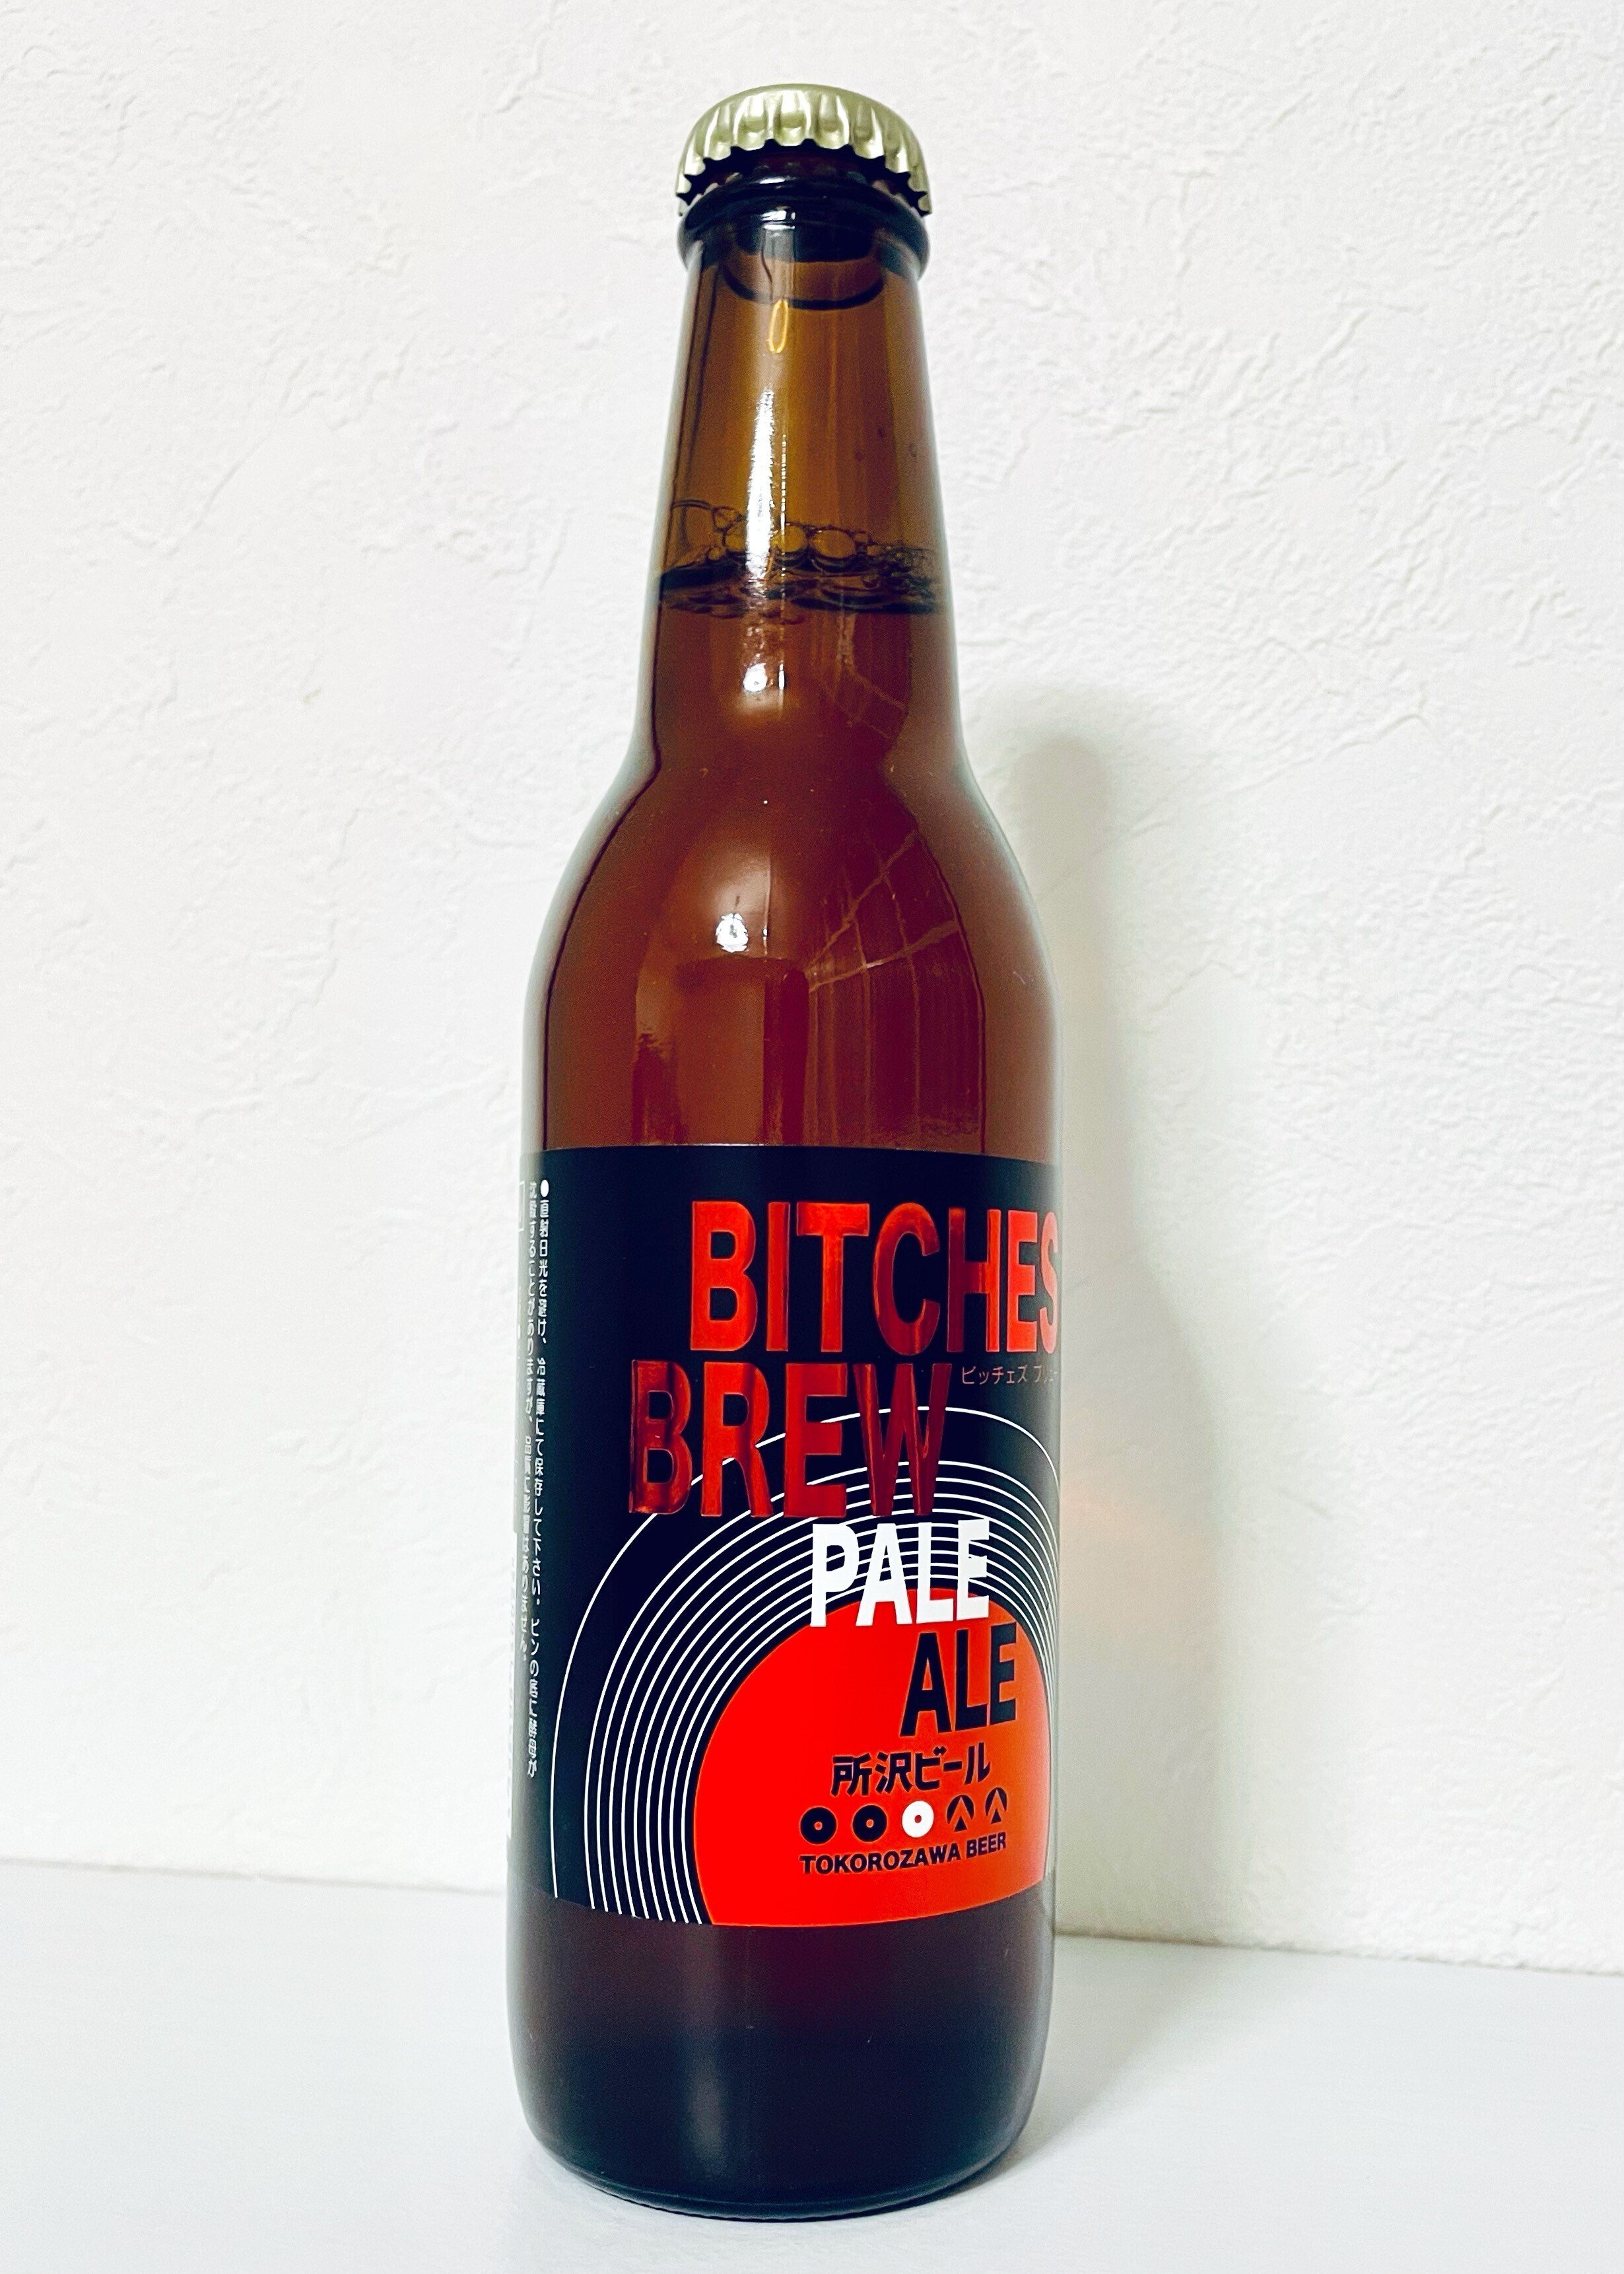 BITCHES
BREW
ビッチェズ ブリュー
PALE
ALE
所沢ビール
TOKOROZAWA BEER
●直射日光を避け、冷蔵庫にて保存して下さい。ビンの底に酵母が
沈殿することがありますが、品質に問題はありません。